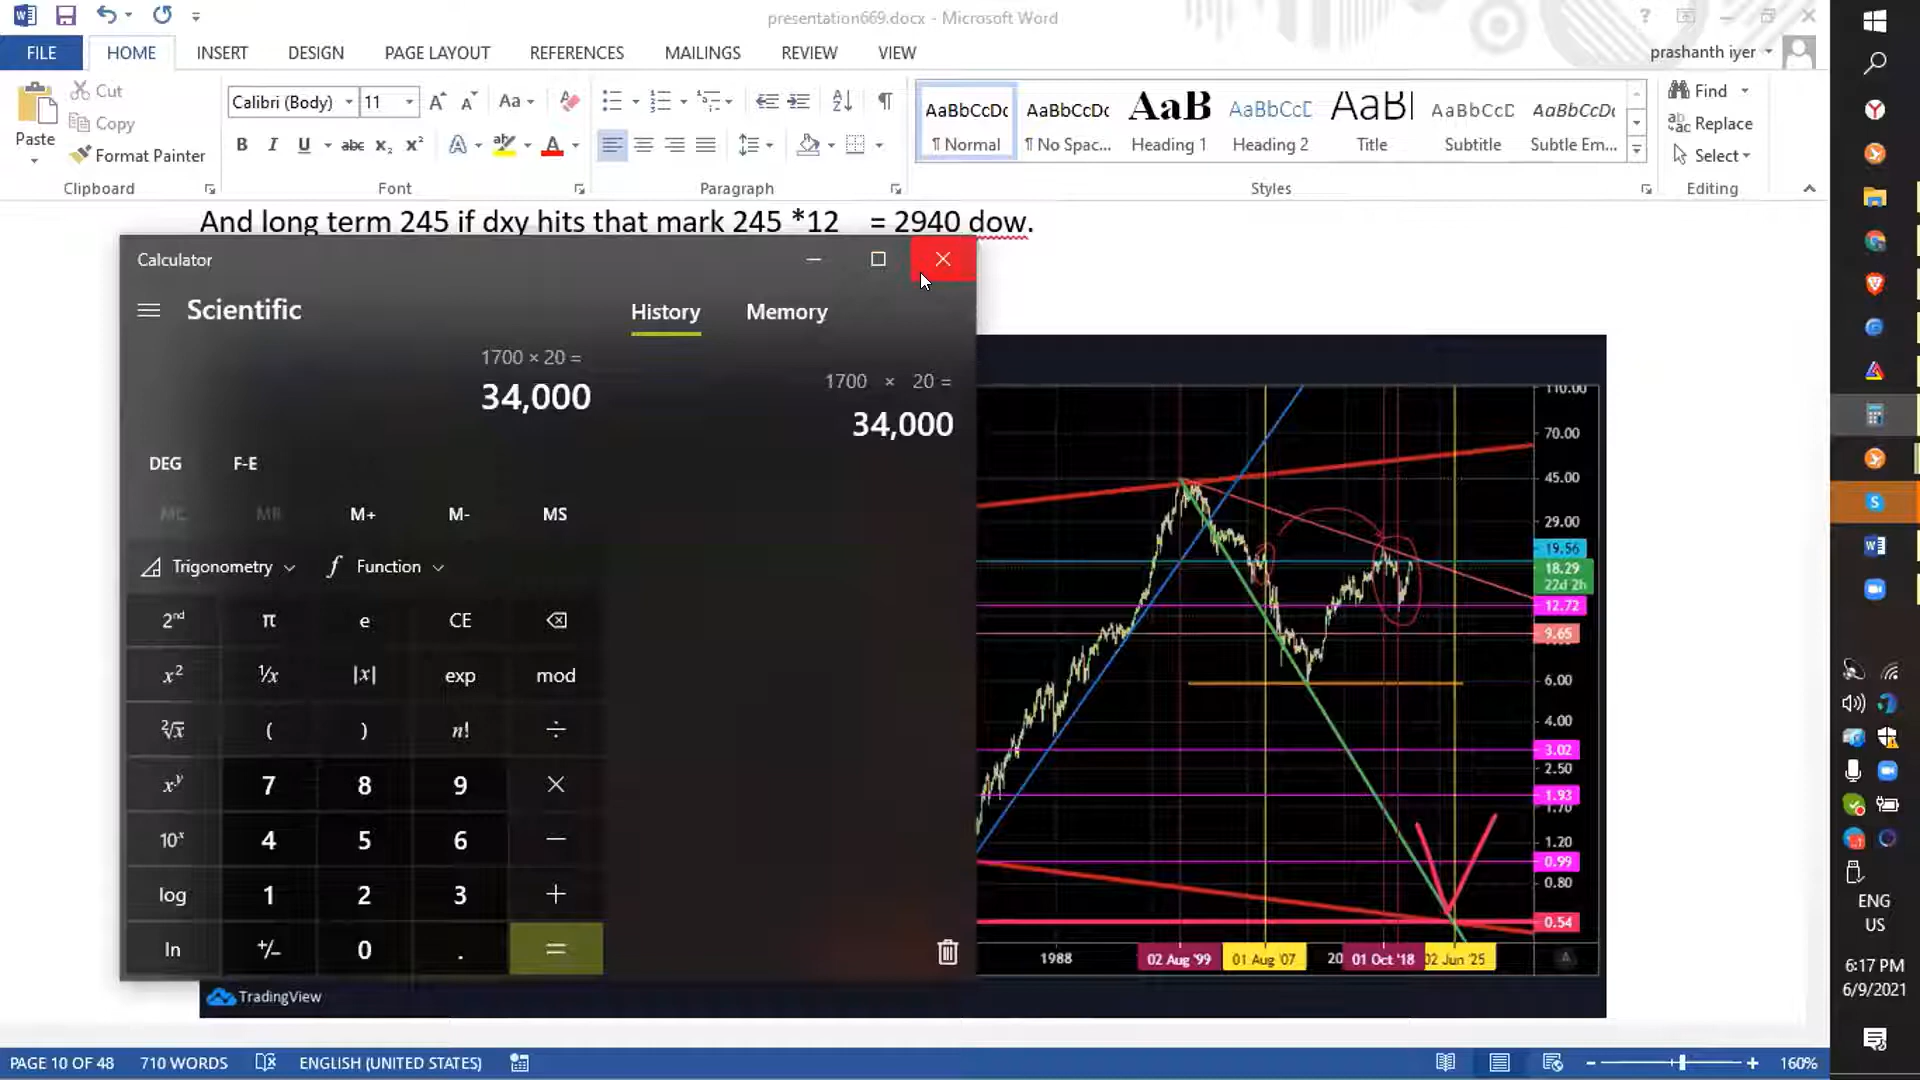 presentation669.docx - Microsoft Word
FILE HOME INSERT DESIGN PAGE LAYOUT REFERENCES MAILINGS REVIEW VIEW
prashanth iyer
Paste
Cut
Copy
Format Painter
Clipboard
Calibri (Body) 11
Font
Paragraph
AaBbCcDc
¶ Normal
AaBbCcDc
¶ No Spac...
AaB
Heading 1
AaBbCcD
Heading 2
AaBl
Title
AaBbCcD
Subtitle
AaBbCcDc
Subtle Em...
Styles
Find
Replace
Select
Editing
And long term 245 if dxy hits that mark 245 *12 = 2940 dow.
Calculator
Scientific
History Memory
1700 × 20 =
34,000
1700 × 20 =
34,000
DEG F-E
MC MR M+ M- MS
Trigonometry Function
2nd π e CE
x² ¹/x |x| exp mod
²√x ( ) n! ÷
xʸ 7 8 9 ×
10ˣ 4 5 6 −
log 1 2 3 +
ln +/− 0 . =
110.00
70.00
45.00
29.00
19.56
18.29
22d 2h
12.72
9.65
6.00
4.00
3.02
2.50
1.93
1.70
1.20
0.99
0.80
0.54
1988 02 Aug '99 01 Aug '07 20 01 Oct '18 02 Jun '25
TradingView
ENG
US
6:17 PM
6/9/2021
PAGE 10 OF 48 710 WORDS ENGLISH (UNITED STATES) 160%